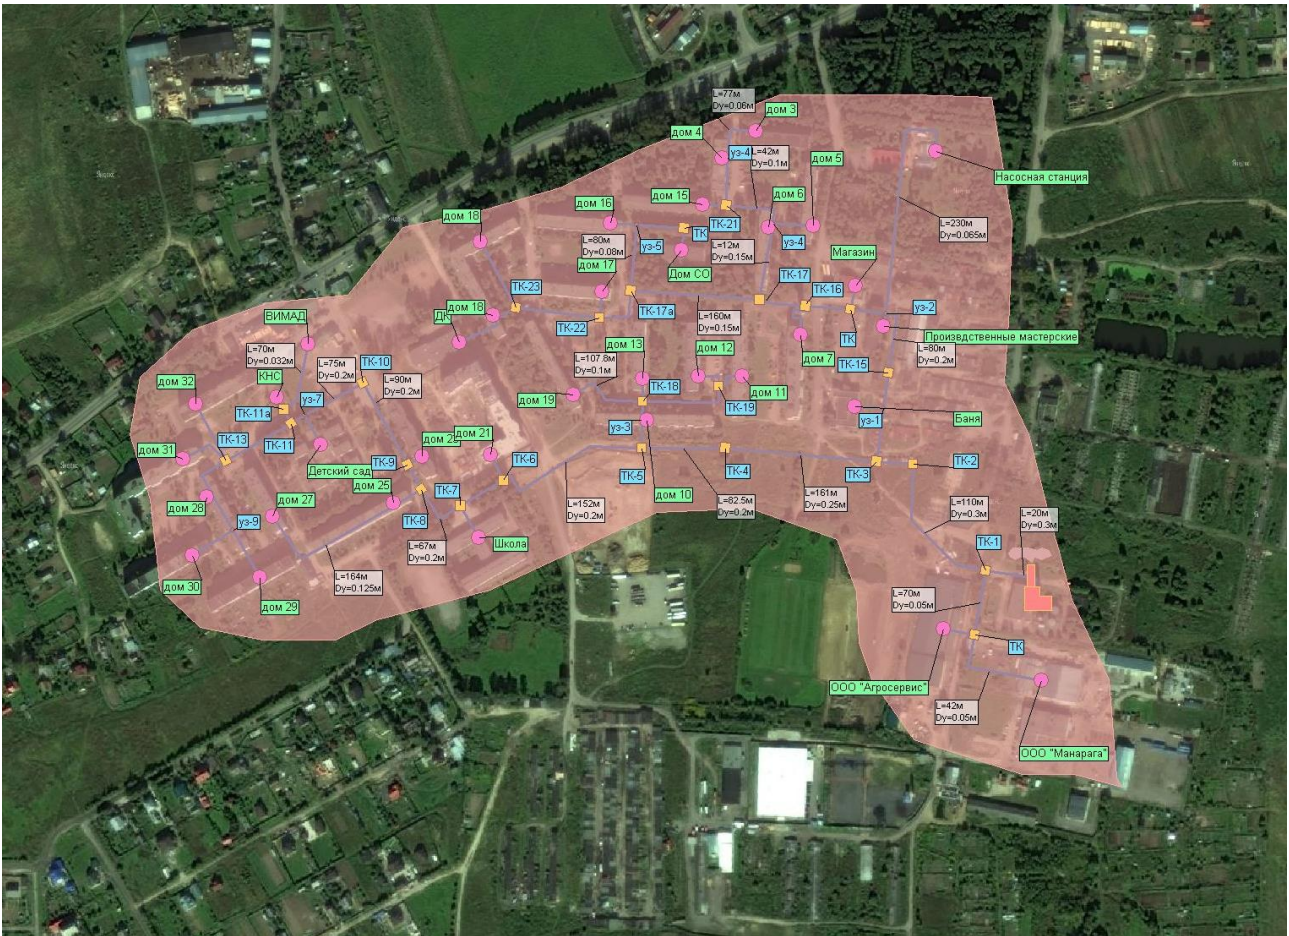 L=77м
Dy=0.06м
дом 3
дом 4
уз-4
L=42м
Dy=0.1м
дом 5
Насосная станция
дом 15
дом 6
дом 16
дом 18
ТК-21
ТК
L=230м
Dy=0.065м
L=80м
Dy=0.08м
уз-5
L=12м
Dy=0.15м
уз-4
Магазин
дом 17
Дом СО
ТК-17
ТК-16
ТК-23
дом 18
ДК
ВИМАД
ТК-22
ТК-17а
L=160м
Dy=0.15м
уз-2
ТК
Произвдственные мастерские
L=70м
Dy=0.032м
L=75м
Dy=0.2м
ТК-10
L=107.8м
Dy=0.1м
дом 13
дом 12
дом 7
L=80м
Dy=0.2м
ТК-15
дом 32
КНС
L=90м
Dy=0.2м
уз-7
ТК-11а
дом 19
ТК-18
дом 11
ТК-19
Баня
уз-1
уз-3
ТК-13
ТК-11
дом 21
дом 31
Детский сад
ТК-9
ТК-6
ТК-5
ТК-4
ТК-3
ТК-2
дом 25
дом 27
дом 28
ТК-7
L=152м
Dy=0.2м
дом 10
L=82.5м
Dy=0.2м
L=161м
Dy=0.25м
L=110м
Dy=0.3м
L=20м
Dy=0.3м
уз-9
ТК-8
L=67м
Dy=0.2м
Школа
ТК-1
дом 30
L=164м
Dy=0.125м
дом 29
L=70м
Dy=0.05м
ТК
ООО "Агросервис"
L=42м
Dy=0.05м
ООО "Манарага"